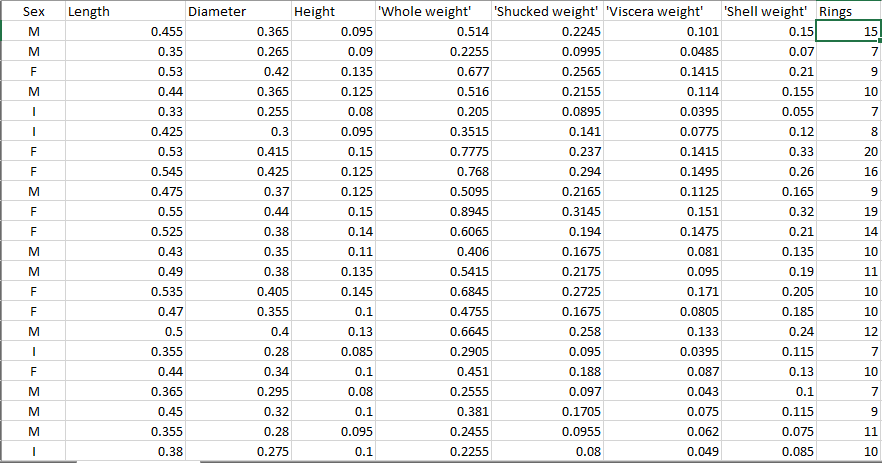 Sex Length Diameter Height 'Whole weight' 'Shucked weight' 'Viscera weight' 'Shell weight' Rings
M 0.455 0.365 0.095 0.514 0.2245 0.101 0.15 15
M 0.35 0.265 0.09 0.2255 0.0995 0.0485 0.07 7
F 0.53 0.42 0.135 0.677 0.2565 0.1415 0.21 9
M 0.44 0.365 0.125 0.516 0.2155 0.114 0.155 10
I 0.33 0.255 0.08 0.205 0.0895 0.0395 0.055 7
I 0.425 0.3 0.095 0.3515 0.141 0.0775 0.12 8
F 0.53 0.415 0.15 0.7775 0.237 0.1415 0.33 20
F 0.545 0.425 0.125 0.768 0.294 0.1495 0.26 16
M 0.475 0.37 0.125 0.5095 0.2165 0.1125 0.165 9
F 0.55 0.44 0.15 0.8945 0.3145 0.151 0.32 19
F 0.525 0.38 0.14 0.6065 0.194 0.1475 0.21 14
M 0.43 0.35 0.11 0.406 0.1675 0.081 0.135 10
M 0.49 0.38 0.135 0.5415 0.2175 0.095 0.19 11
F 0.535 0.405 0.145 0.6845 0.2725 0.171 0.205 10
F 0.47 0.355 0.1 0.4755 0.1675 0.0805 0.185 10
M 0.5 0.4 0.13 0.6645 0.258 0.133 0.24 12
I 0.355 0.28 0.085 0.2905 0.095 0.0395 0.115 7
F 0.44 0.34 0.1 0.451 0.188 0.087 0.13 10
M 0.365 0.295 0.08 0.2555 0.097 0.043 0.1 7
M 0.45 0.32 0.1 0.381 0.1705 0.075 0.115 9
M 0.355 0.28 0.095 0.2455 0.0955 0.062 0.075 11
I 0.38 0.275 0.1 0.2255 0.08 0.049 0.085 10